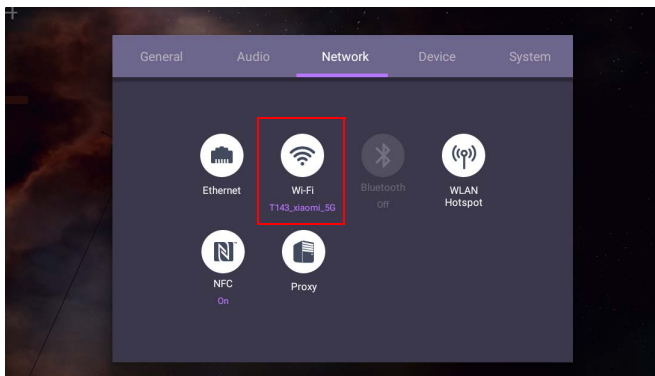 General Audio Network Device System
Ethernet Wi-Fi Bluetooth WLAN
T143_xiaomi_5G Off Hotspot
NFC Proxy
On